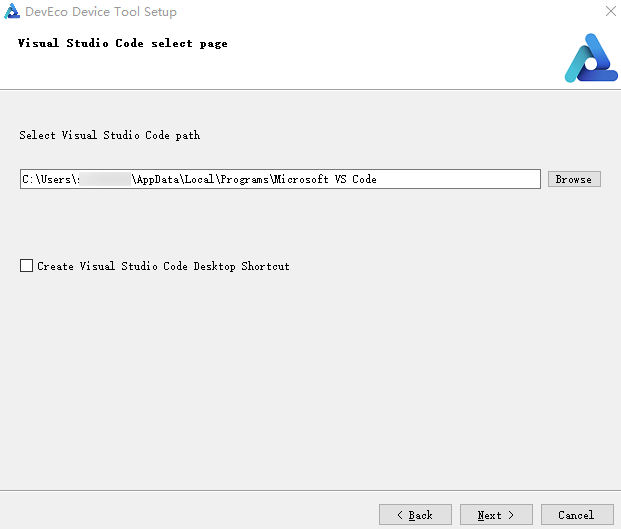 DevEco Device Tool Setup
Visual Studio Code select page
Select Visual Studio Code path
C:\Users\ \AppData\Local\Programs\Microsoft VS Code
Browse
Create Visual Studio Code Desktop Shortcut
< Back
Next >
Cancel